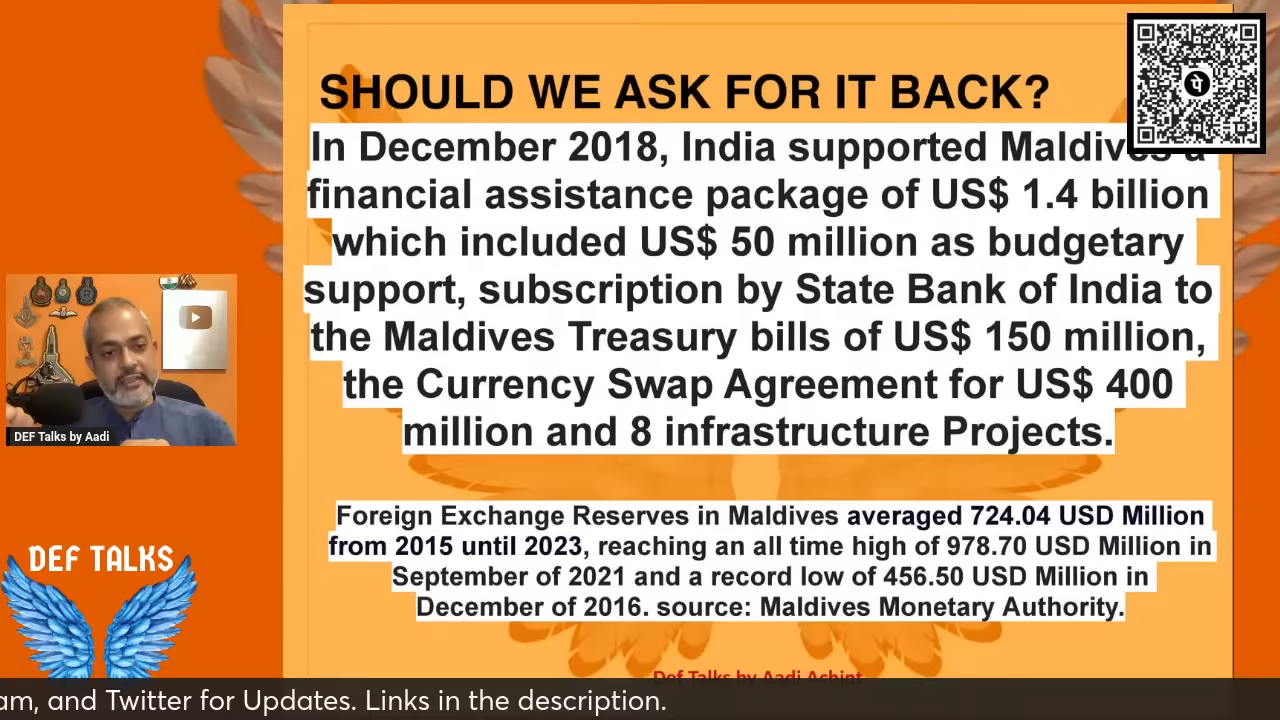 SHOULD WE ASK FOR IT BACK?
In December 2018, India supported Maldives a
financial assistance package of US$ 1.4 billion
which included US$ 50 million as budgetary
support, subscription by State Bank of India to
the Maldives Treasury bills of US$ 150 million,
the Currency Swap Agreement for US$ 400
million and 8 infrastructure Projects.
Foreign Exchange Reserves in Maldives averaged 724.04 USD Million
from 2015 until 2023, reaching an all time high of 978.70 USD Million in
September of 2021 and a record low of 456.50 USD Million in
December of 2016. source: Maldives Monetary Authority.
Def Talks by Aadi Achint
DEF Talks by Aadi
DEF TALKS
am, and Twitter for Updates. Links in the description.
पे